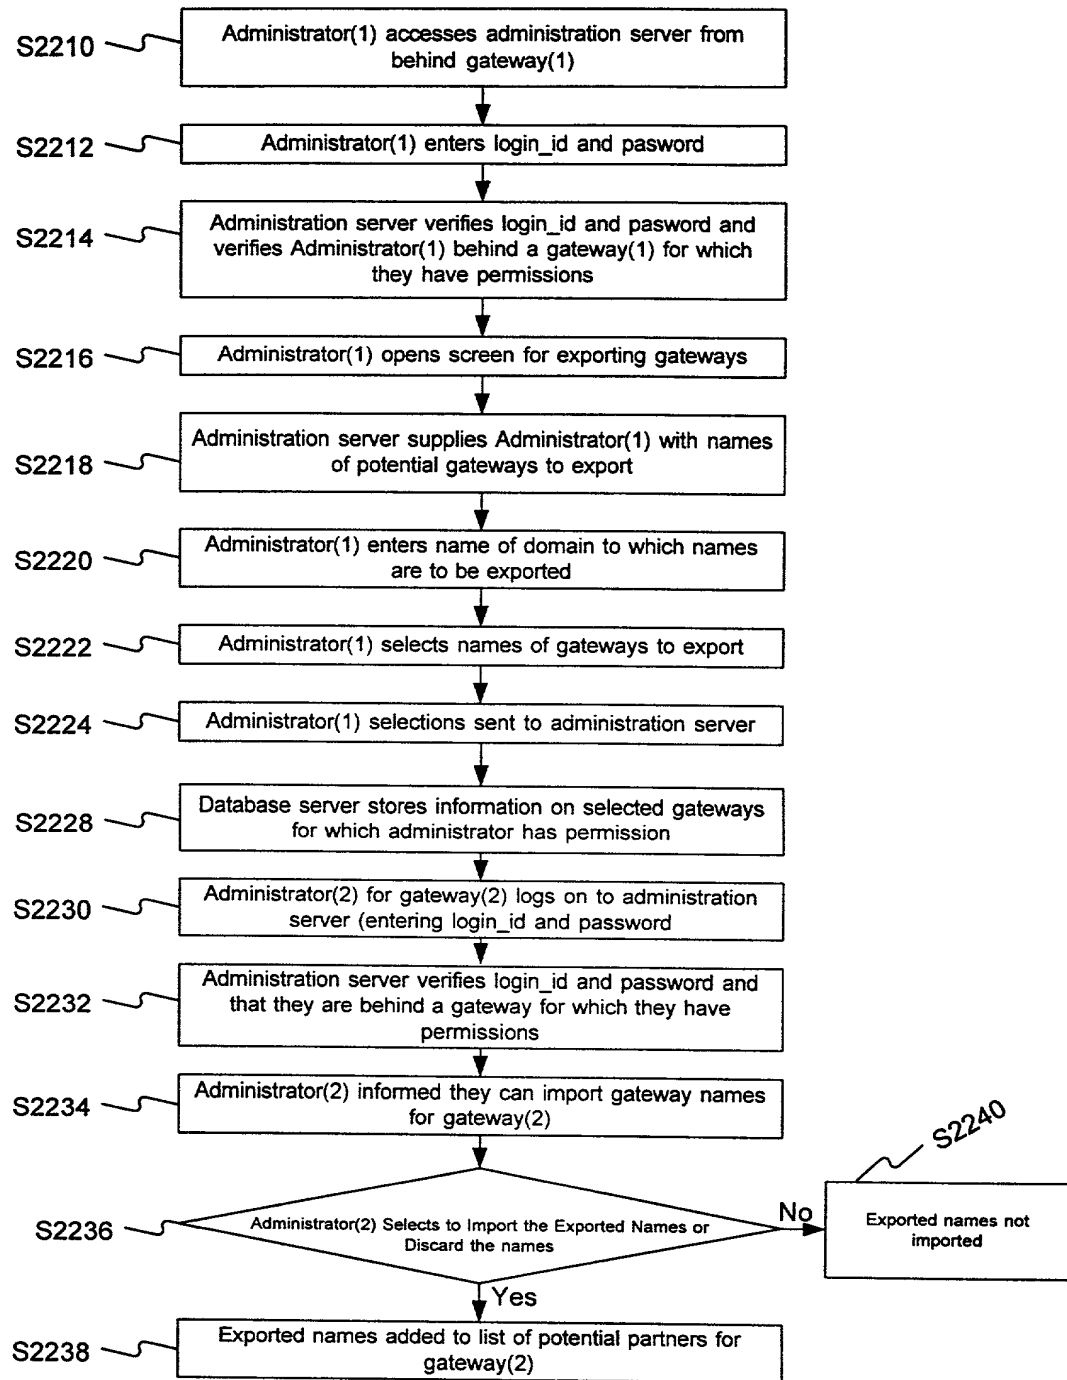 S2210
Administrator(1) accesses administration server from
behind gateway(1)
S2212
Administrator(1) enters login_id and pasword
S2214
Administration server verifies login_id and pasword and
verifies Administrator(1) behind a gateway(1) for which
they have permissions
S2216
Administrator(1) opens screen for exporting gateways
S2218
Administration server supplies Administrator(1) with names
of potential gateways to export
S2220
Administrator(1) enters name of domain to which names
are to be exported
S2222
Administrator(1) selects names of gateways to export
S2224
Administrator(1) selections sent to administration server
S2228
Database server stores information on selected gateways
for which administrator has permission
S2230
Administrator(2) for gateway(2) logs on to administration
server (entering login_id and password
S2232
Administration server verifies login_id and password and
that they are behind a gateway for which they have
permissions
S2234
Administrator(2) informed they can import gateway names
for gateway(2)
S2236
Administrator(2) Selects to Import the Exported Names or
Discard the names
No
S2240
Exported names not
imported
Yes
S2238
Exported names added to list of potential partners for
gateway(2)